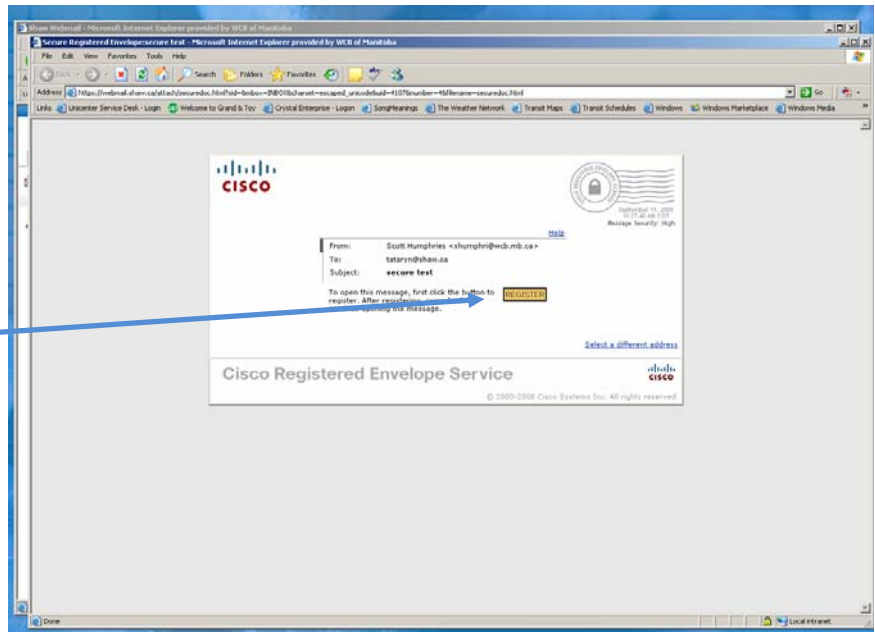 Shaw Webmail - Microsoft Internet Explorer provided by WCB of Manitoba
Secure Registered Envelope:secure test - Microsoft Internet Explorer provided by WCB of Manitoba
File Edit View Favorites Tools Help
Back Search Folders Favorites
Address
Go
Links Unicenter Service Desk - Login Welcome to Grand & Toy Crystal Enterprise - Logon SongMeanings The Weather Network Transit Maps Transit Schedules Windows Windows Marketplace Windows Media
CISCO
CISCO REGISTERED ENVELOPE SERVICE
Message Security: High
Help
From: Scott Humphries <shumphri@wcb.mb.ca>
To: tataryn@shaw.ca
Subject: secure test
To open this message, first click the button to
REGISTER
register. After registering,
opening the message.
Select a different address
Cisco Registered Envelope Service
CISCO
© 2000-2008 Cisco Systems Inc. All rights reserved.
Done
Local intranet